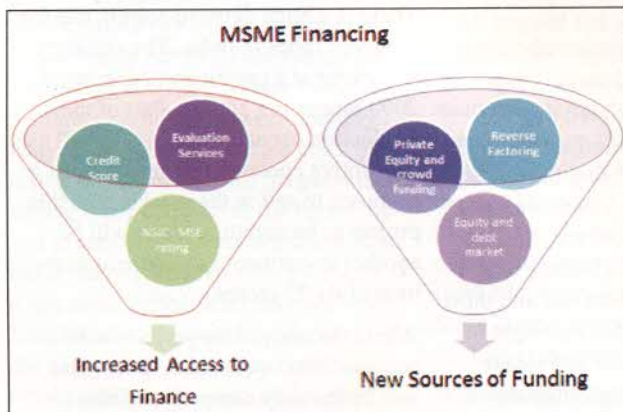 MSME Financing
Credit
Score
Evaluation
Services
NSIC- MSE
rating
Increased Access to
Finance
Private
Equity and
crowd
funding
Reverse
Factoring
Equity and
debt
market
New Sources of Funding